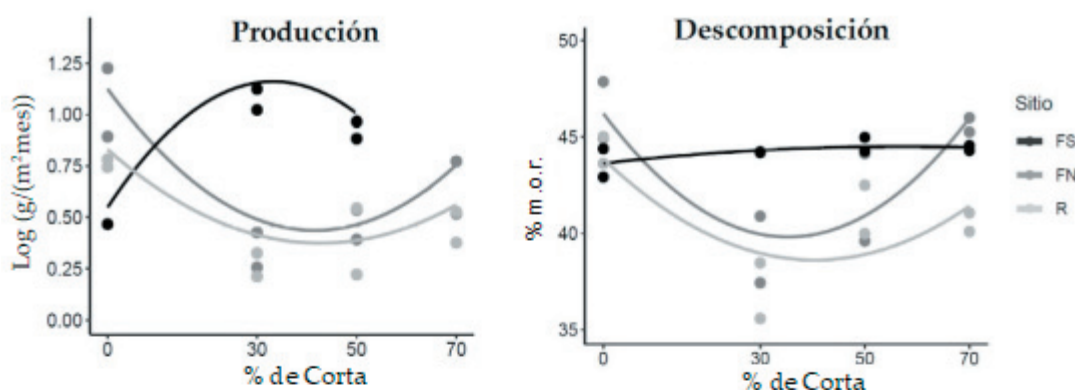 Producción
Log (g/(m²mes))
1.25
1.00
0.75
0.50
0.25
0.00
0
30
50
70
% de Corta
Descomposición
% m.o.r.
50
45
40
35
0
30
50
70
% de Corta
Sitio
FS
FN
R